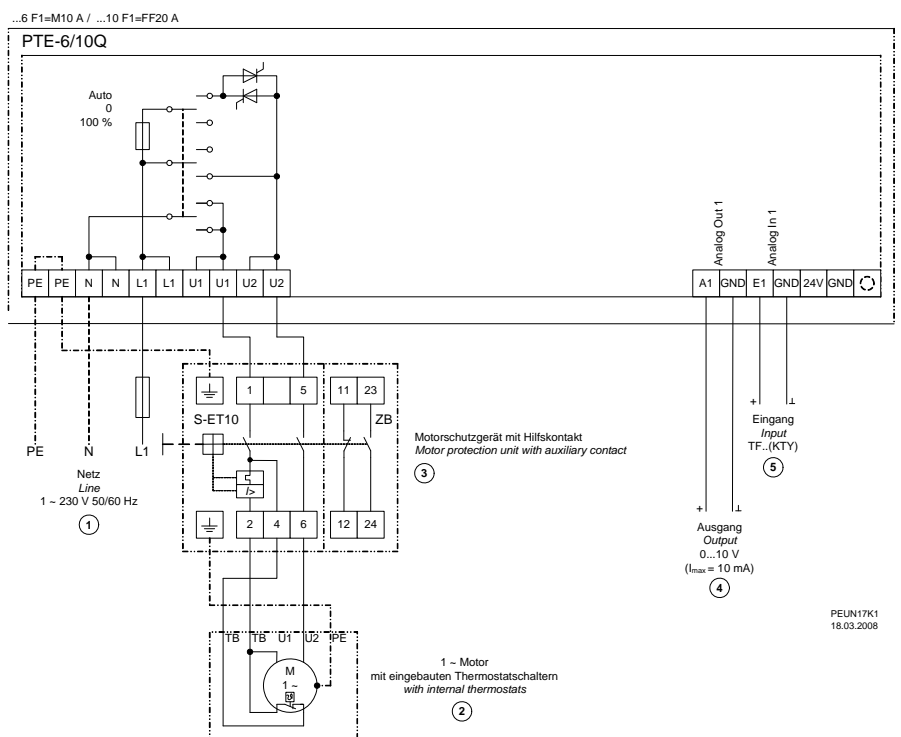 ...6 F1=M10 A / ...10 F1=FF20 A
PTE-6/10Q
Auto
0
100 %
Analog Out 1
Analog In 1
PE PE N N L1 L1 U1 U1 U2 U2
A1 GND E1 GND 24V GND
1 5 11 23
S-ET10 ZB
Motorschutzgerät mit Hilfskontakt
Motor protection unit with auxiliary contact
3
PE N L1
Netz
Line
1 ~ 230 V 50/60 Hz
1
I>
2 4 6 12 24
+ ⊥
Eingang
Input
TF..(KTY)
5
+ ⊥
Ausgang
Output
0...10 V
(Imax = 10 mA)
4
PEUN17K1
18.03.2008
TB TB U1 U2 PE
M
1 ~
1 ~ Motor
mit eingebauten Thermostatschaltern
with internal thermostats
2